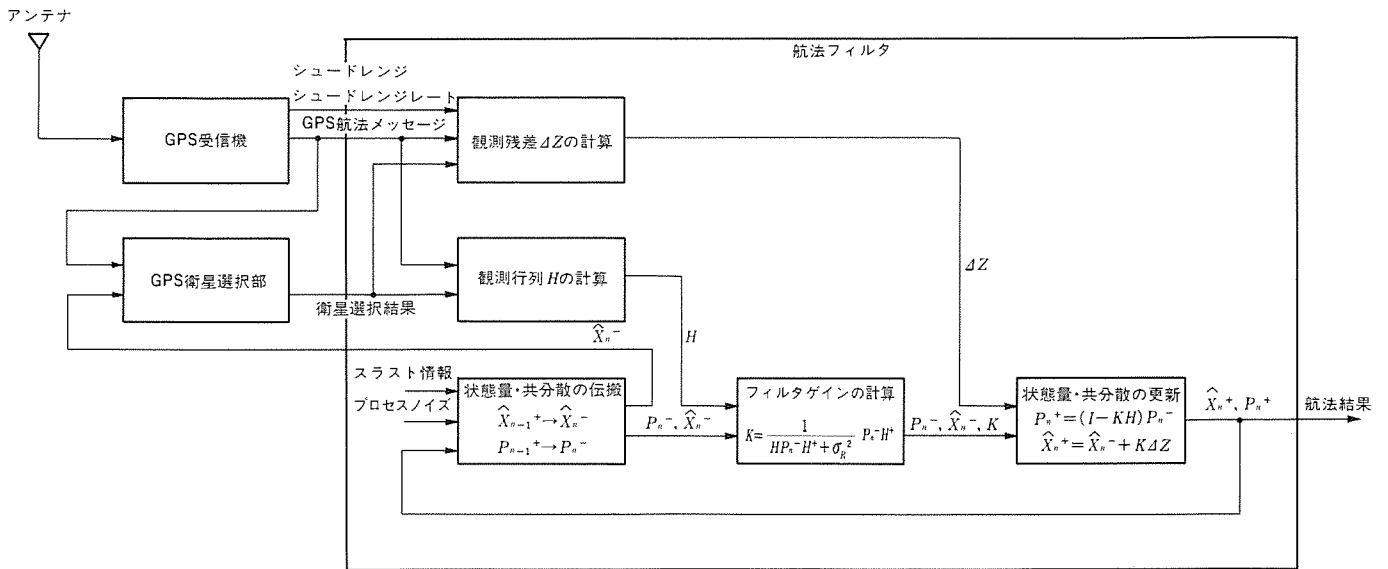 アンテナ
航法フィルタ
シュードレンジ
シュードレンジレート
GPS航法メッセージ
GPS受信機
観測残差ΔZの計算
GPS衛星選択部
観測行列Hの計算
衛星選択結果
ΔZ
H
X̂n⁻
スラスト情報
プロセスノイズ
状態量・共分散の伝搬
X̂n-1⁺→X̂n⁻
Pn-1⁺→Pn⁻
Pn⁻, X̂n⁻
フィルタゲインの計算
K=1/(HPn⁻H⁺+σR²) Pn⁻H⁺
Pn⁻, X̂n⁻, K
状態量・共分散の更新
Pn⁺=(I−KH)Pn⁻
X̂n⁺=X̂n⁻+KΔZ
X̂n⁺, Pn⁺
航法結果